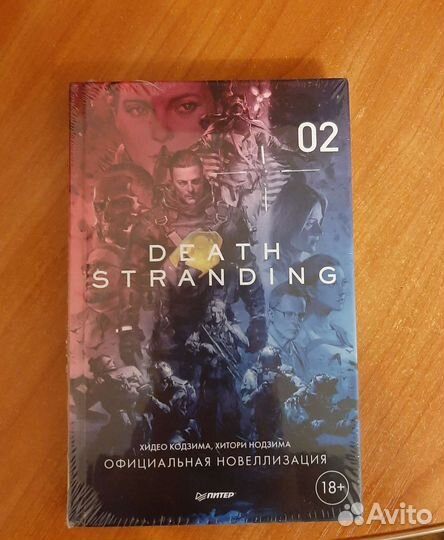 02
DEATH
STRANDING
ХИДЕО КОДЗИМА, ХИТОРИ НОДЗИМА
ОФИЦИАЛЬНАЯ НОВЕЛЛИЗАЦИЯ
ПИТЕР
18+
Avito